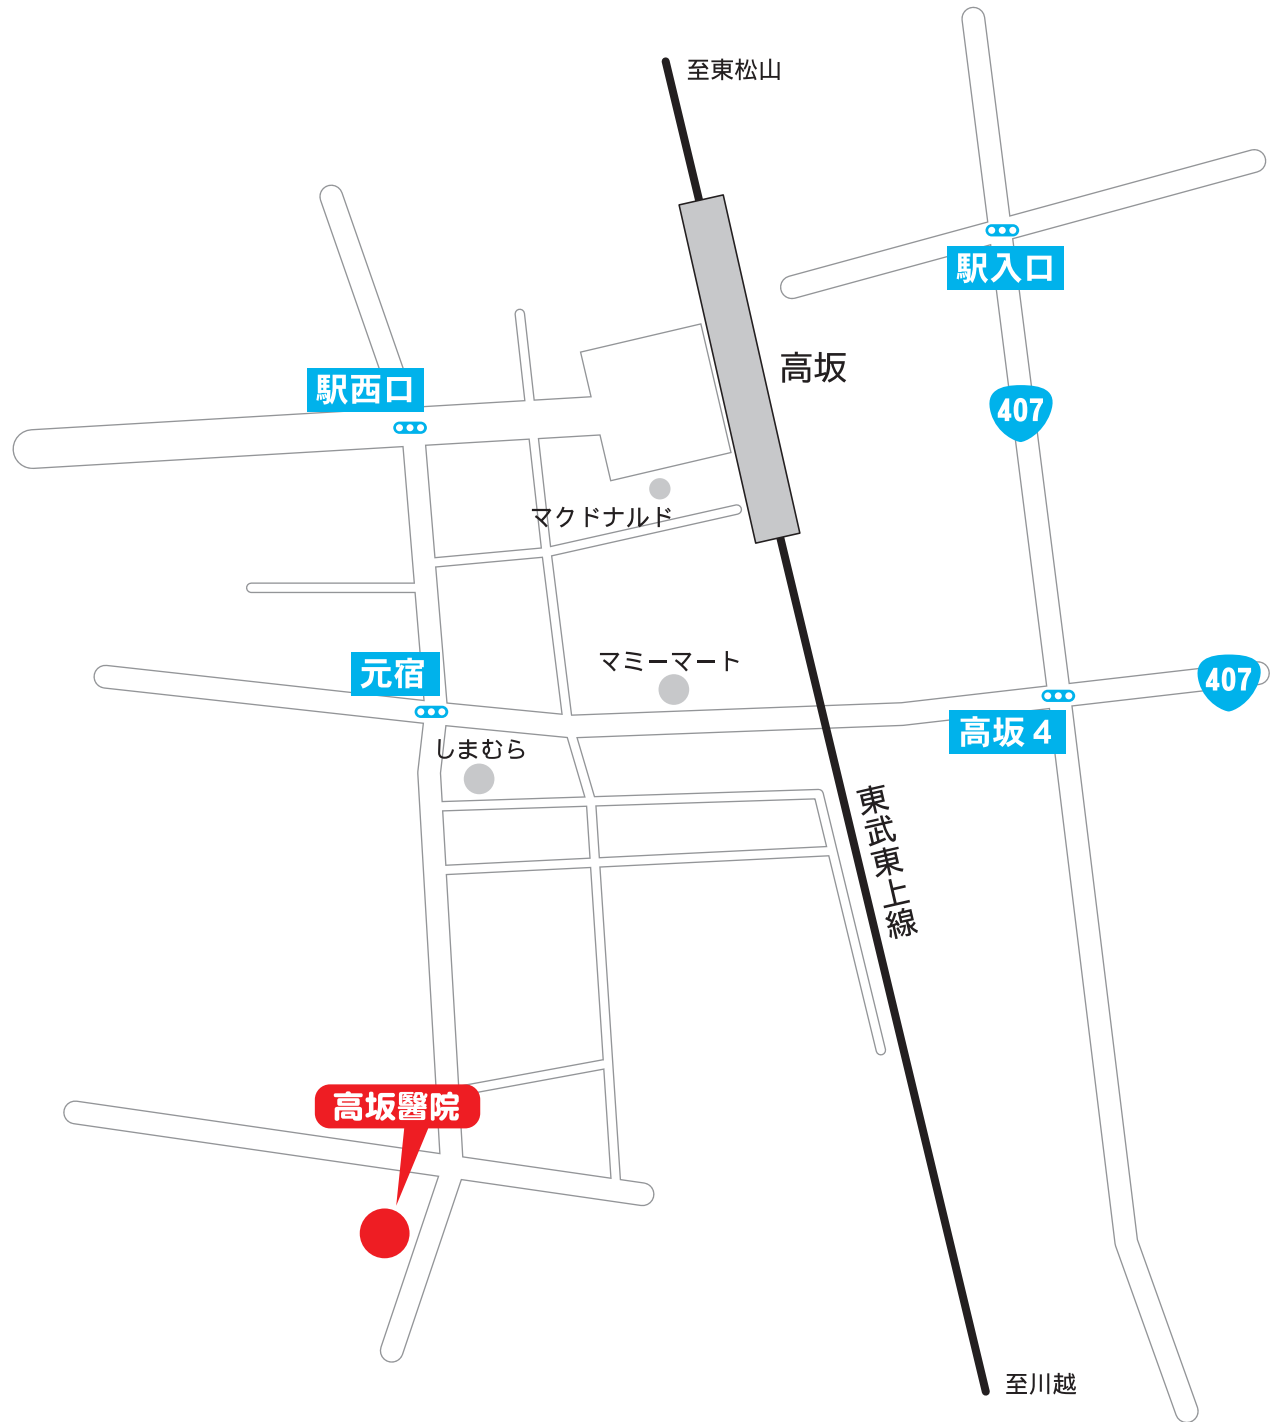 至東松山
駅入口
高坂
駅西口
407
マクドナルド
マミーマート
元宿
407
高坂4
しまむら
東武東上線
高坂醫院
至川越